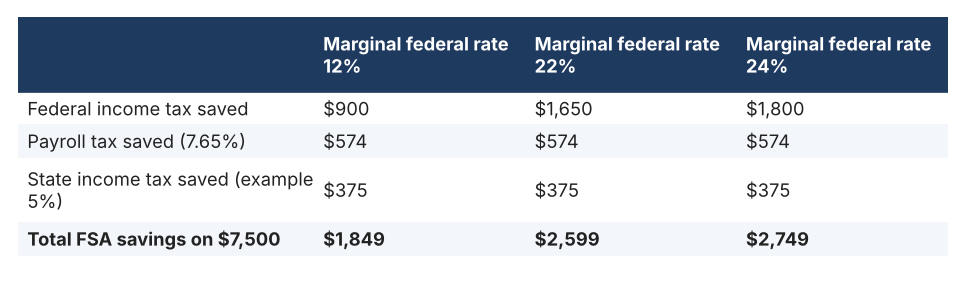 Marginal federal rate 12% Marginal federal rate 22% Marginal federal rate 24%
Federal income tax saved $900 $1,650 $1,800
Payroll tax saved (7.65%) $574 $574 $574
State income tax saved (example 5%) $375 $375 $375
Total FSA savings on $7,500 $1,849 $2,599 $2,749